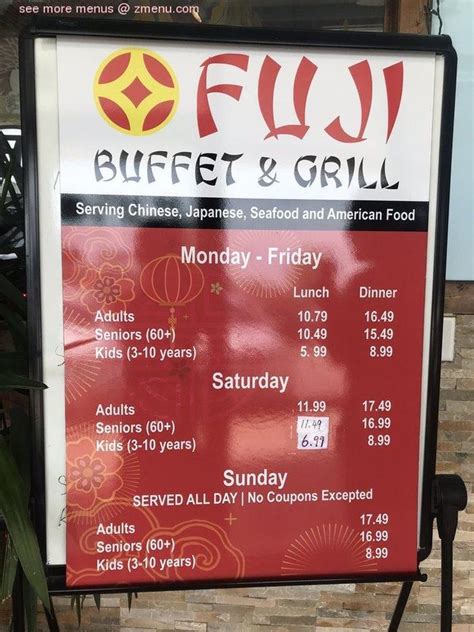 see more menus @ zmenu.com
FUJI
BUFFET & GRILL
Serving Chinese, Japanese, Seafood and American Food
Monday - Friday
Lunch Dinner
Adults 10.79 16.49
Seniors (60+) 10.49 15.49
Kids (3-10 years) 5. 99 8.99
Saturday
Adults 11.99 17.49
Seniors (60+) 11.49 16.99
Kids (3-10 years) 6.99 8.99
Sunday
SERVED ALL DAY | No Coupons Excepted
Adults 17.49
Seniors (60+) 16.99
Kids (3-10 years) 8.99